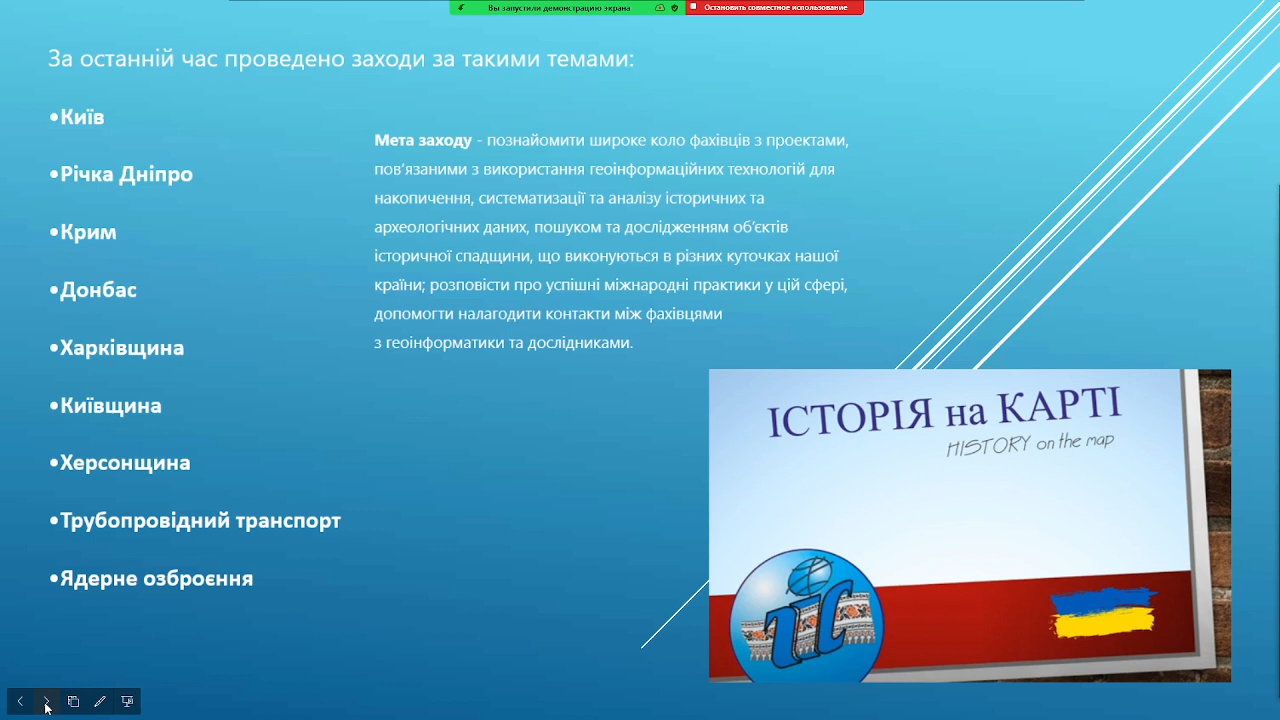 Вы запустили демонстрацию экрана
Остановить совместное использование
За останній час проведено заходи за такими темами:
•Київ
•Річка Дніпро
•Крим
•Донбас
•Харківщина
•Київщина
•Херсонщина
•Трубопровідний транспорт
•Ядерне озброєння
Мета заходу - познайомити широке коло фахівців з проектами,
пов’язаними з використання геоінформаційних технологій для
накопичення, систематизації та аналізу історичних та
археологічних даних, пошуком та дослідженням об’єктів
історичної спадщини, що виконуються в різних куточках нашої
країни; розповісти про успішні міжнародні практики у цій сфері,
допомогти налагодити контакти між фахівцями
з геоінформатики та дослідниками.
ІСТОРІЯ на КАРТІ
HISTORY on the map
ГІС